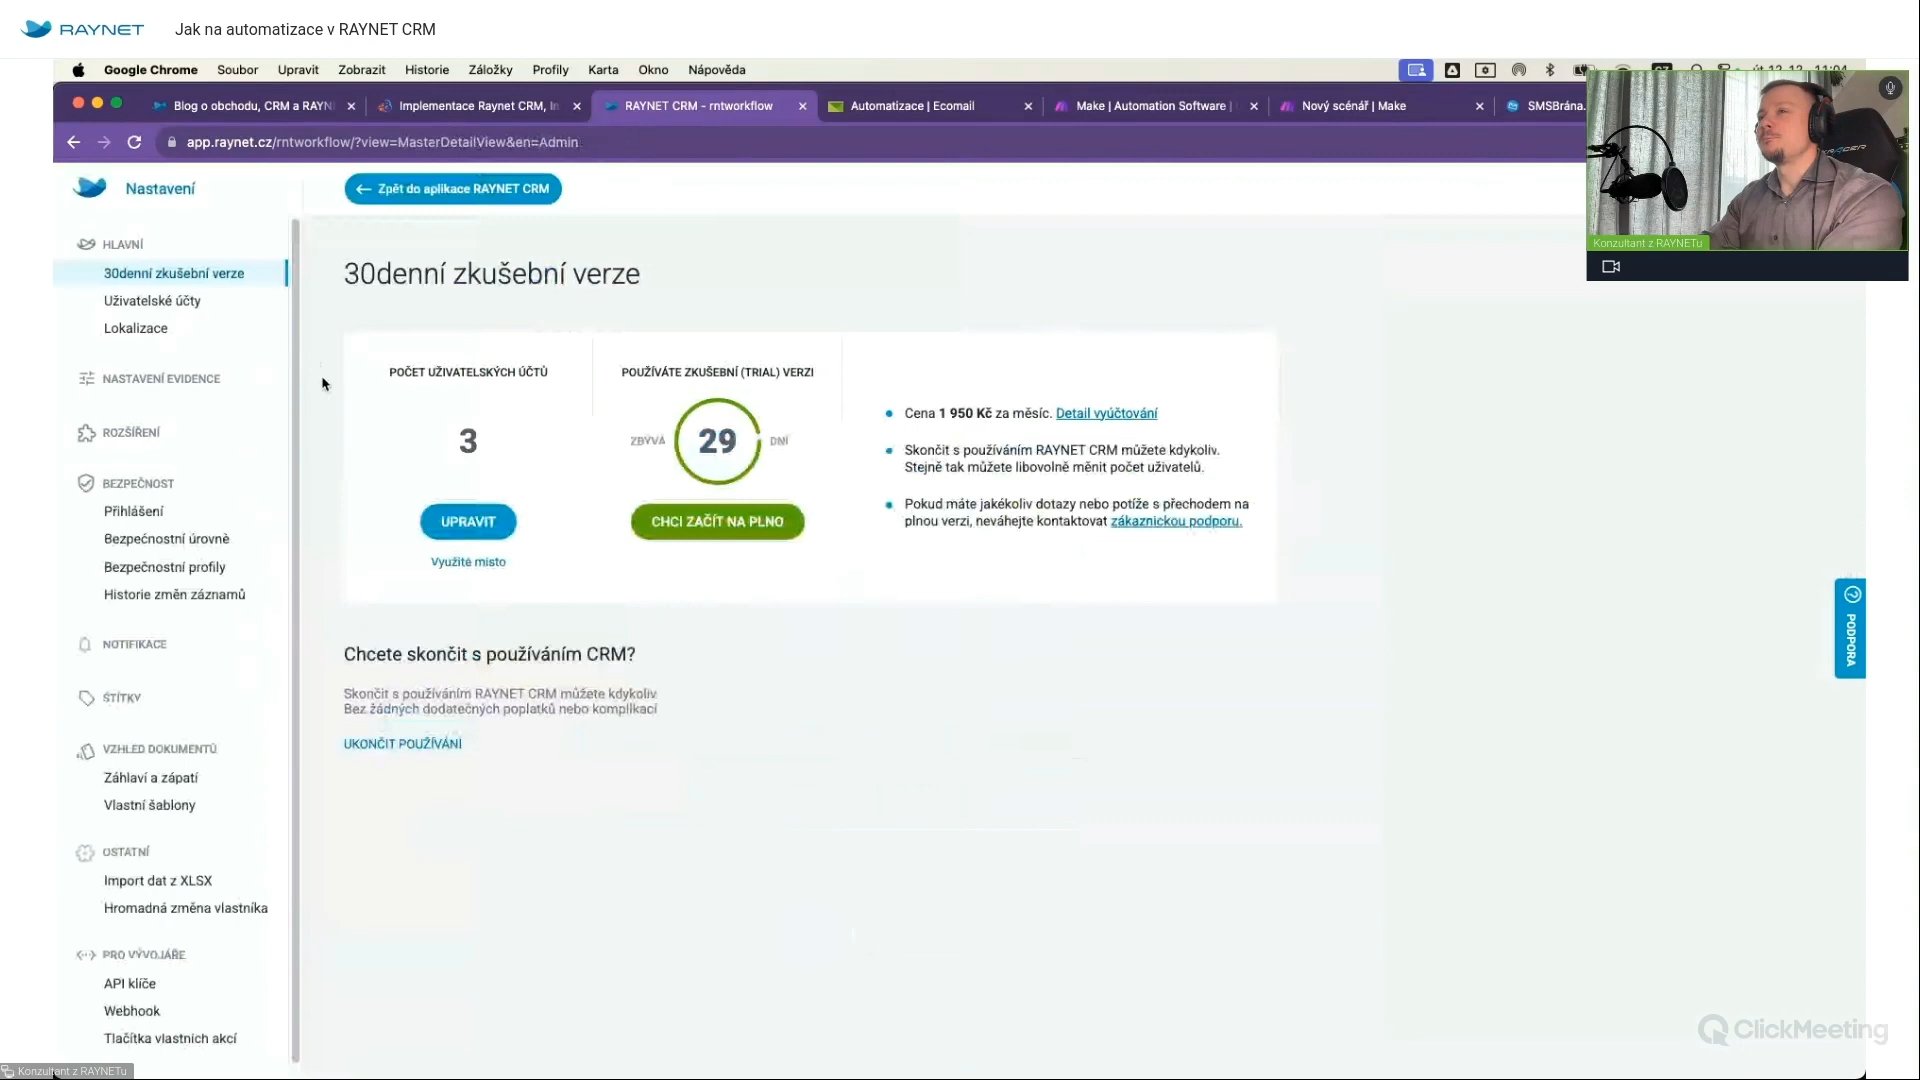 RAYNET
Jak na automatizace v RAYNET CRM
Google Chrome Soubor Upravit Zobrazit Historie Záložky Profily Karta Okno Nápověda
Blog o obchodu, CRM a RAYN
Implementace Raynet CRM, In
RAYNET CRM - rntworkflow
Automatizace | Ecomail
Make | Automation Software |
Nový scénář | Make
SMSBrána.
app.raynet.cz/rntworkflow/?view=MasterDetailView&en=Admin
Konzultant z RAYNETu
Nastavení
Zpět do aplikace RAYNET CRM
HLAVNÍ
30denní zkušební verze
Uživatelské účty
Lokalizace
NASTAVENÍ EVIDENCE
ROZŠÍŘENÍ
BEZPEČNOST
Přihlášení
Bezpečnostní úrovně
Bezpečnostní profily
Historie změn záznamů
NOTIFIKACE
ŠTÍTKY
VZHLED DOKUMENTŮ
Záhlaví a zápatí
Vlastní šablony
OSTATNÍ
Import dat z XLSX
Hromadná změna vlastníka
PRO VÝVOJÁŘE
API klíče
Webhook
Tlačítka vlastních akcí
30denní zkušební verze
POČET UŽIVATELSKÝCH ÚČTŮ
3
UPRAVIT
Využité místo
POUŽÍVÁTE ZKUŠEBNÍ (TRIAL) VERZI
ZBÝVÁ 29 DNÍ
CHCI ZAČÍT NA PLNO
Cena 1 950 Kč za měsíc. Detail vyúčtování
Skončit s používáním RAYNET CRM můžete kdykoliv.
Stejně tak můžete libovolně měnit počet uživatelů.
Pokud máte jakékoliv dotazy nebo potíže s přechodem na
plnou verzi, neváhejte kontaktovat zákaznickou podporu.
Chcete skončit s používáním CRM?
Skončit s používáním RAYNET CRM můžete kdykoliv
Bez žádných dodatečných poplatků nebo komplikací
UKONČIT POUŽÍVÁNÍ
PODPORA
ClickMeeting
Konzultant z RAYNETu